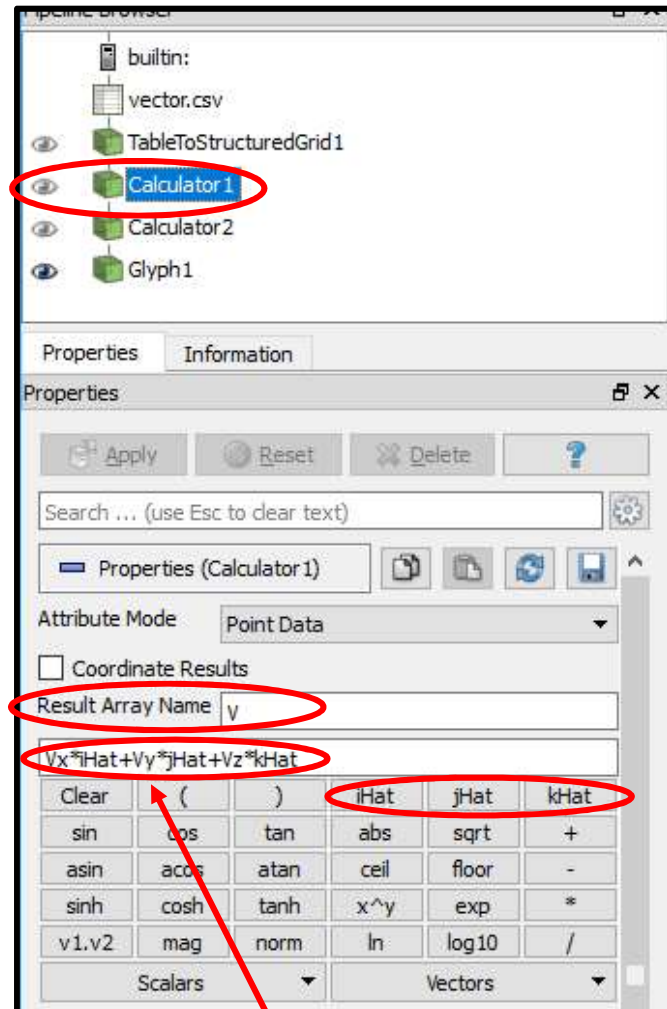 Pipeline Browser
builtin:
vector.csv
TableToStructuredGrid1
Calculator1
Calculator2
Glyph1
Properties Information
Properties
Apply Reset Delete ?
Search ... (use Esc to clear text)
Properties (Calculator1)
Attribute Mode Point Data
Coordinate Results
Result Array Name V
Vx*iHat+Vy*jHat+Vz*kHat
Clear ( ) iHat jHat kHat
sin cos tan abs sqrt +
asin acos atan ceil floor -
sinh cosh tanh x^y exp *
v1.v2 mag norm ln log10 /
Scalars Vectors